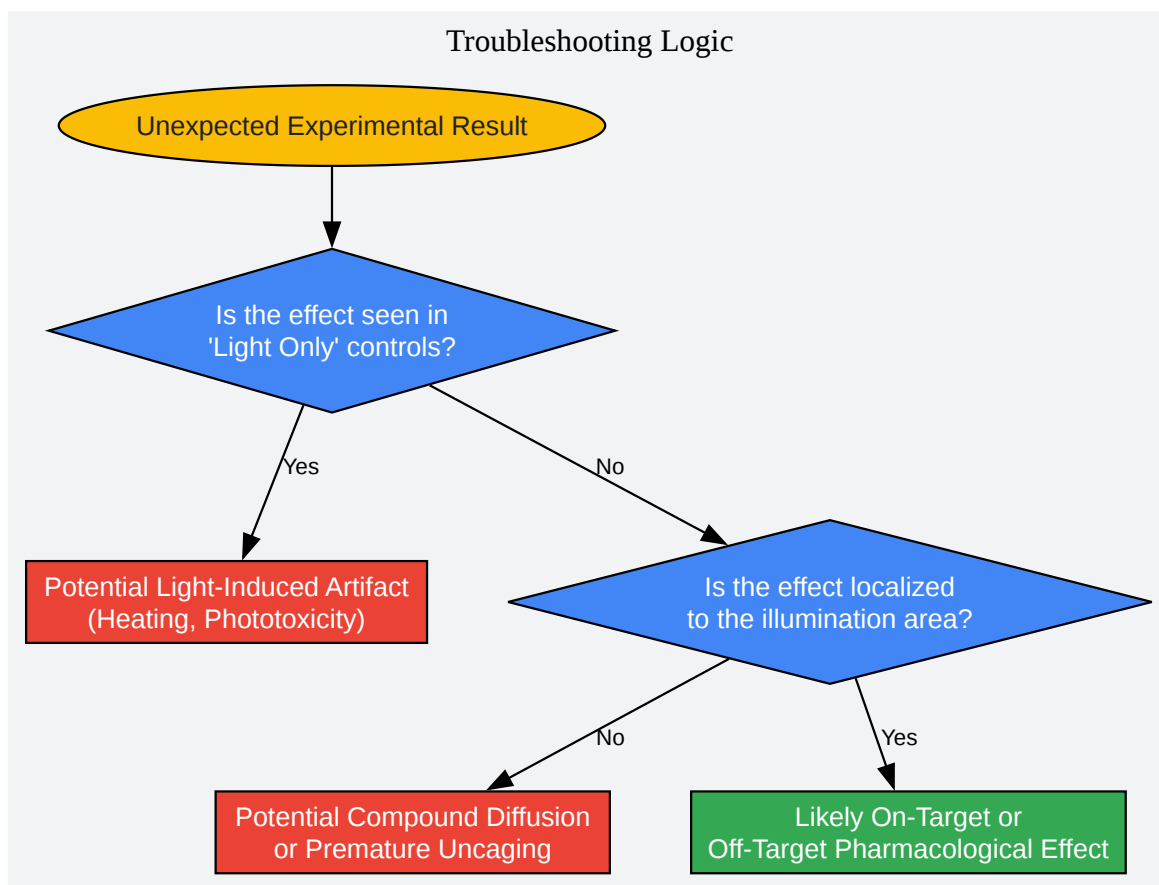 Troubleshooting Logic
Unexpected Experimental Result
Is the effect seen in
'Light Only' controls?
Yes
No
Potential Light-Induced Artifact
(Heating, Phototoxicity)
Is the effect localized
to the illumination area?
No
Yes
Potential Compound Diffusion
or Premature Uncaging
Likely On-Target or
Off-Target Pharmacological Effect